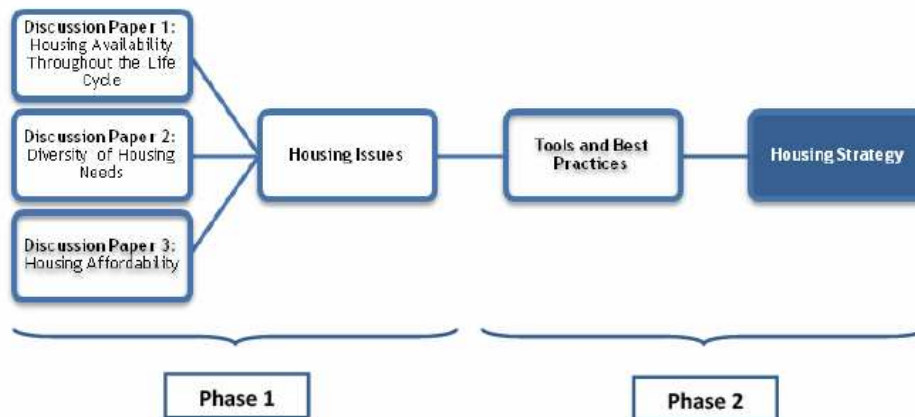 Discussion Paper 1:
Housing Availability
Throughout the Life
Cycle
Discussion Paper 2:
Diversity of Housing
Needs
Discussion Paper 3:
Housing Affordability
Housing Issues
Tools and Best
Practices
Housing Strategy
Phase 1
Phase 2